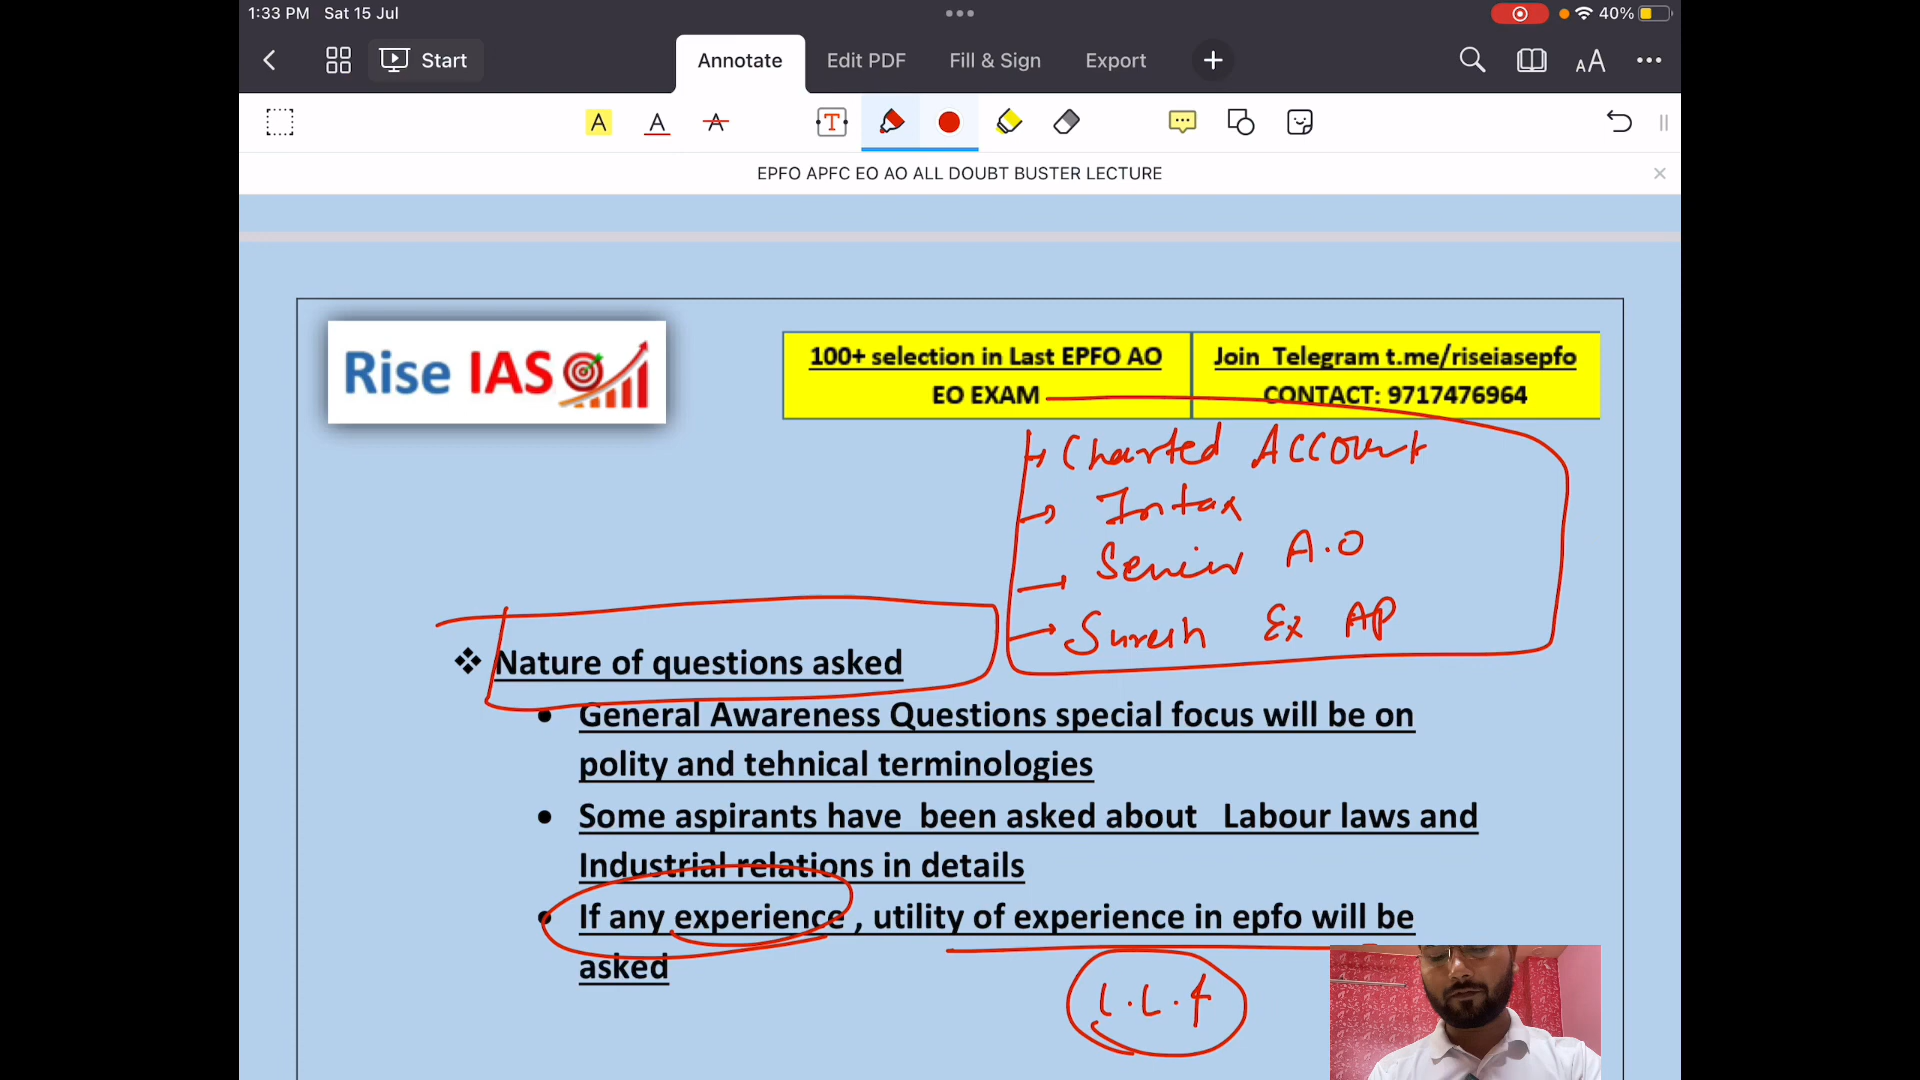 1:33 PM Sat 15 Jul
40%
Start
Annotate
Edit PDF
Fill & Sign
Export
EPFO APFC EO AO ALL DOUBT BUSTER LECTURE
Rise IAS
100+ selection in Last EPFO AO
EO EXAM
Join Telegram t.me/riseiasepfo
CONTACT: 9717476964
Charted Account
Intax
Senior A.O
Suresh Ex AP
Nature of questions asked
General Awareness Questions special focus will be on
polity and tehnical terminologies
Some aspirants have been asked about Labour laws and
Industrial relations in details
If any experience , utility of experience in epfo will be
asked